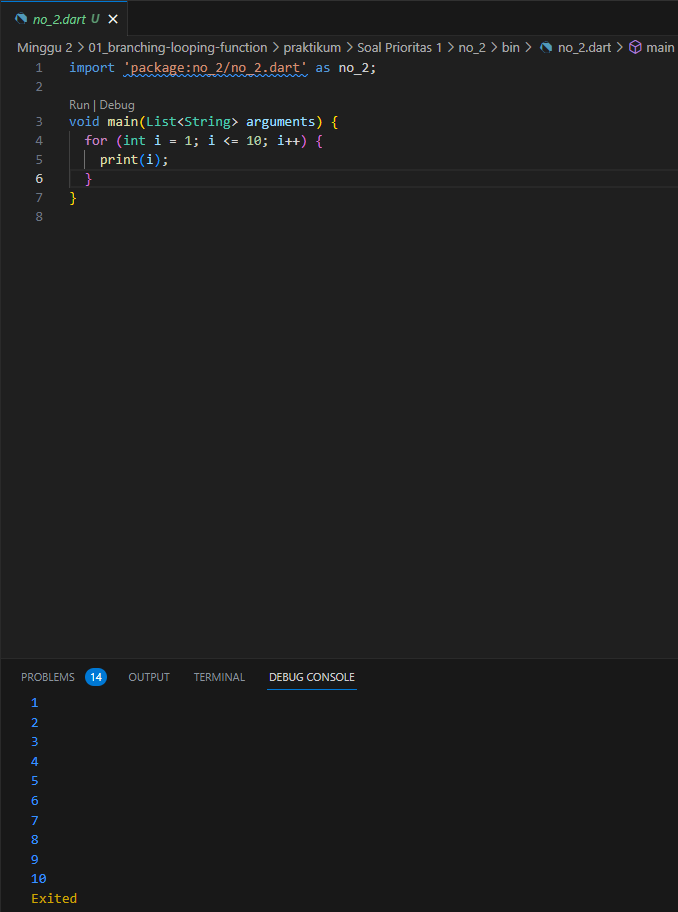 no_2.dart U
Minggu 2 > 01_branching-looping-function > praktikum > Soal Prioritas 1 > no_2 > bin > no_2.dart > main
1 import 'package:no_2/no_2.dart' as no_2;
2
Run | Debug
3 void main(List<String> arguments) {
4   for (int i = 1; i <= 10; i++) {
5     print(i);
6   }
7 }
8
PROBLEMS 14 OUTPUT TERMINAL DEBUG CONSOLE
1
2
3
4
5
6
7
8
9
10
Exited